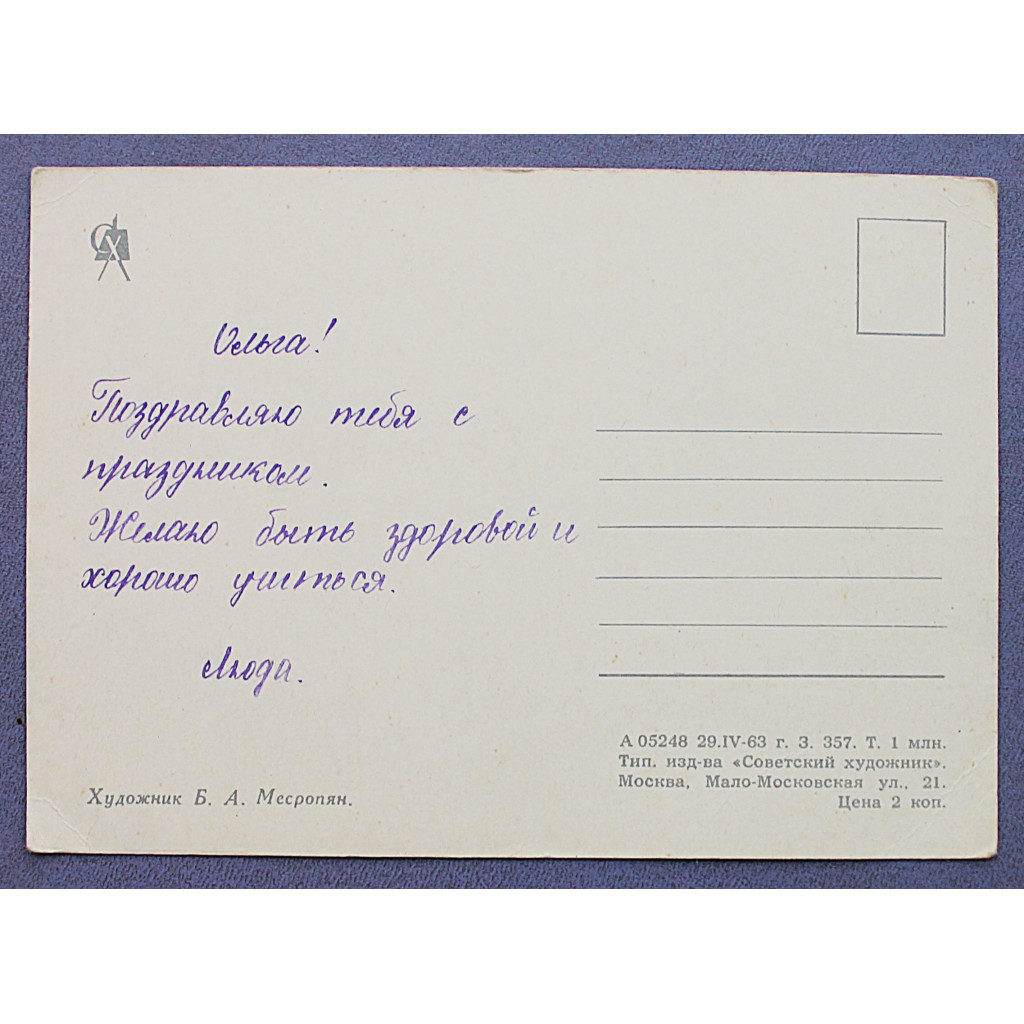 СХ
Ольга!
Поздравляю тебя с
праздником.
Желаю быть здоровой и
хорошо учиться.
Люда.
Художник Б. А. Месропян.
А 05248 29.IV-63 г. З. 357. Т. 1 млн.
Тип. изд-ва «Советский художник».
Москва, Мало-Московская ул., 21.
Цена 2 коп.